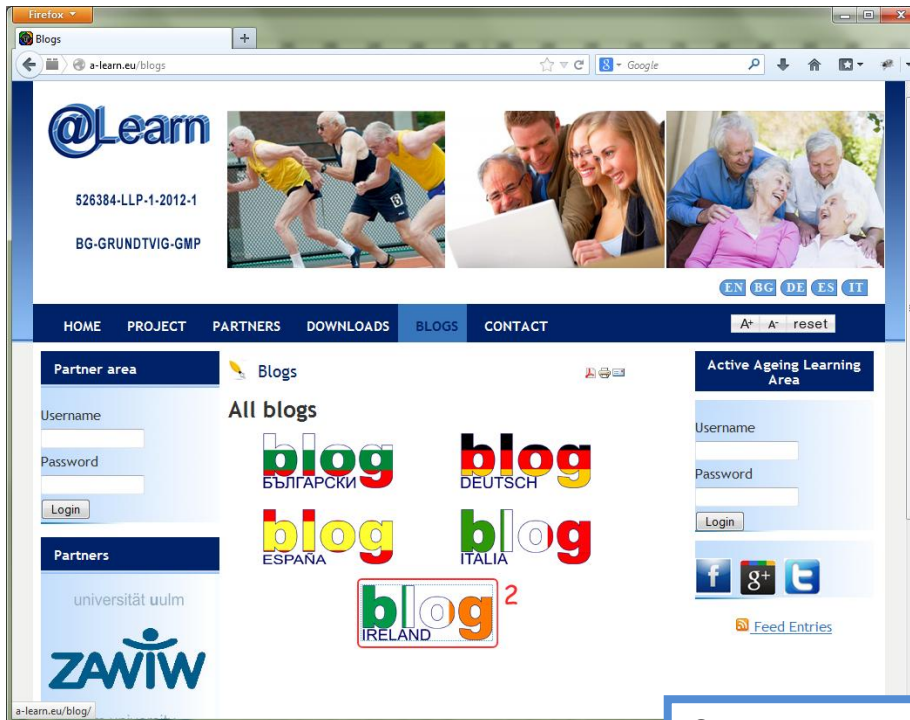 Firefox
Blogs
a-learn.eu/blogs
Google
@Learn
526384-LLP-1-2012-1
BG-GRUNDTVIG-GMP
EN BG DE ES IT
HOME PROJECT PARTNERS DOWNLOADS BLOGS CONTACT
A+ A- reset
Partner area
Username
Password
Login
Partners
universität uulm
ZAWiW
Blogs
All blogs
blog
БЪЛГАРСКИ
blog
DEUTSCH
blog
ESPAÑA
blog
ITALIA
blog
IRELAND
2
Active Ageing Learning
Area
Username
Password
Login
f g+ t
Feed Entries
a-learn.eu/blog/